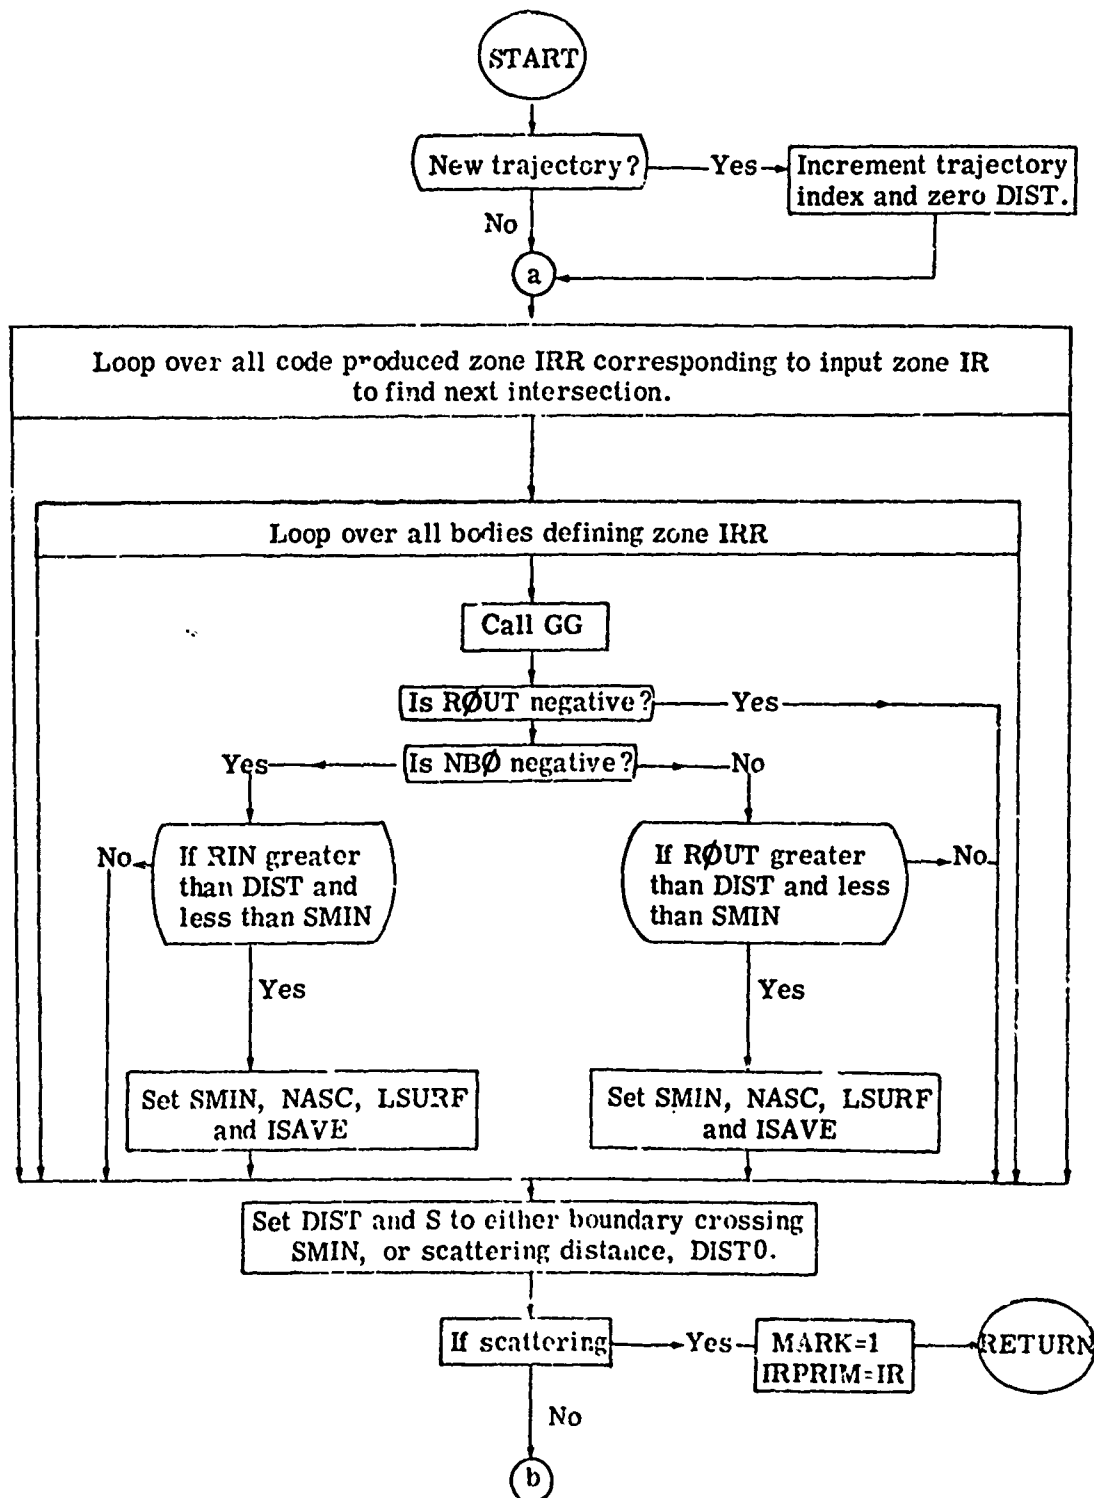 START
New trajectory?
Yes
Increment trajectory
index and zero DIST.
No
a
Loop over all code produced zone IRR corresponding to input zone IR
to find next intersection.
Loop over all bodies defining zone IRR
Call GG
Is RØUT negative?
Yes
Is NBØ negative?
Yes
No
If RIN greater
than DIST and
less than SMIN
No
If RØUT greater
than DIST and less
than SMIN
No
Yes
Yes
Set SMIN, NASC, LSURF
and ISAVE
Set SMIN, NASC, LSURF
and ISAVE
Set DIST and S to either boundary crossing
SMIN, or scattering distance, DIST0.
If scattering
Yes
MARK=1
IRPRIM=IR
RETURN
No
b